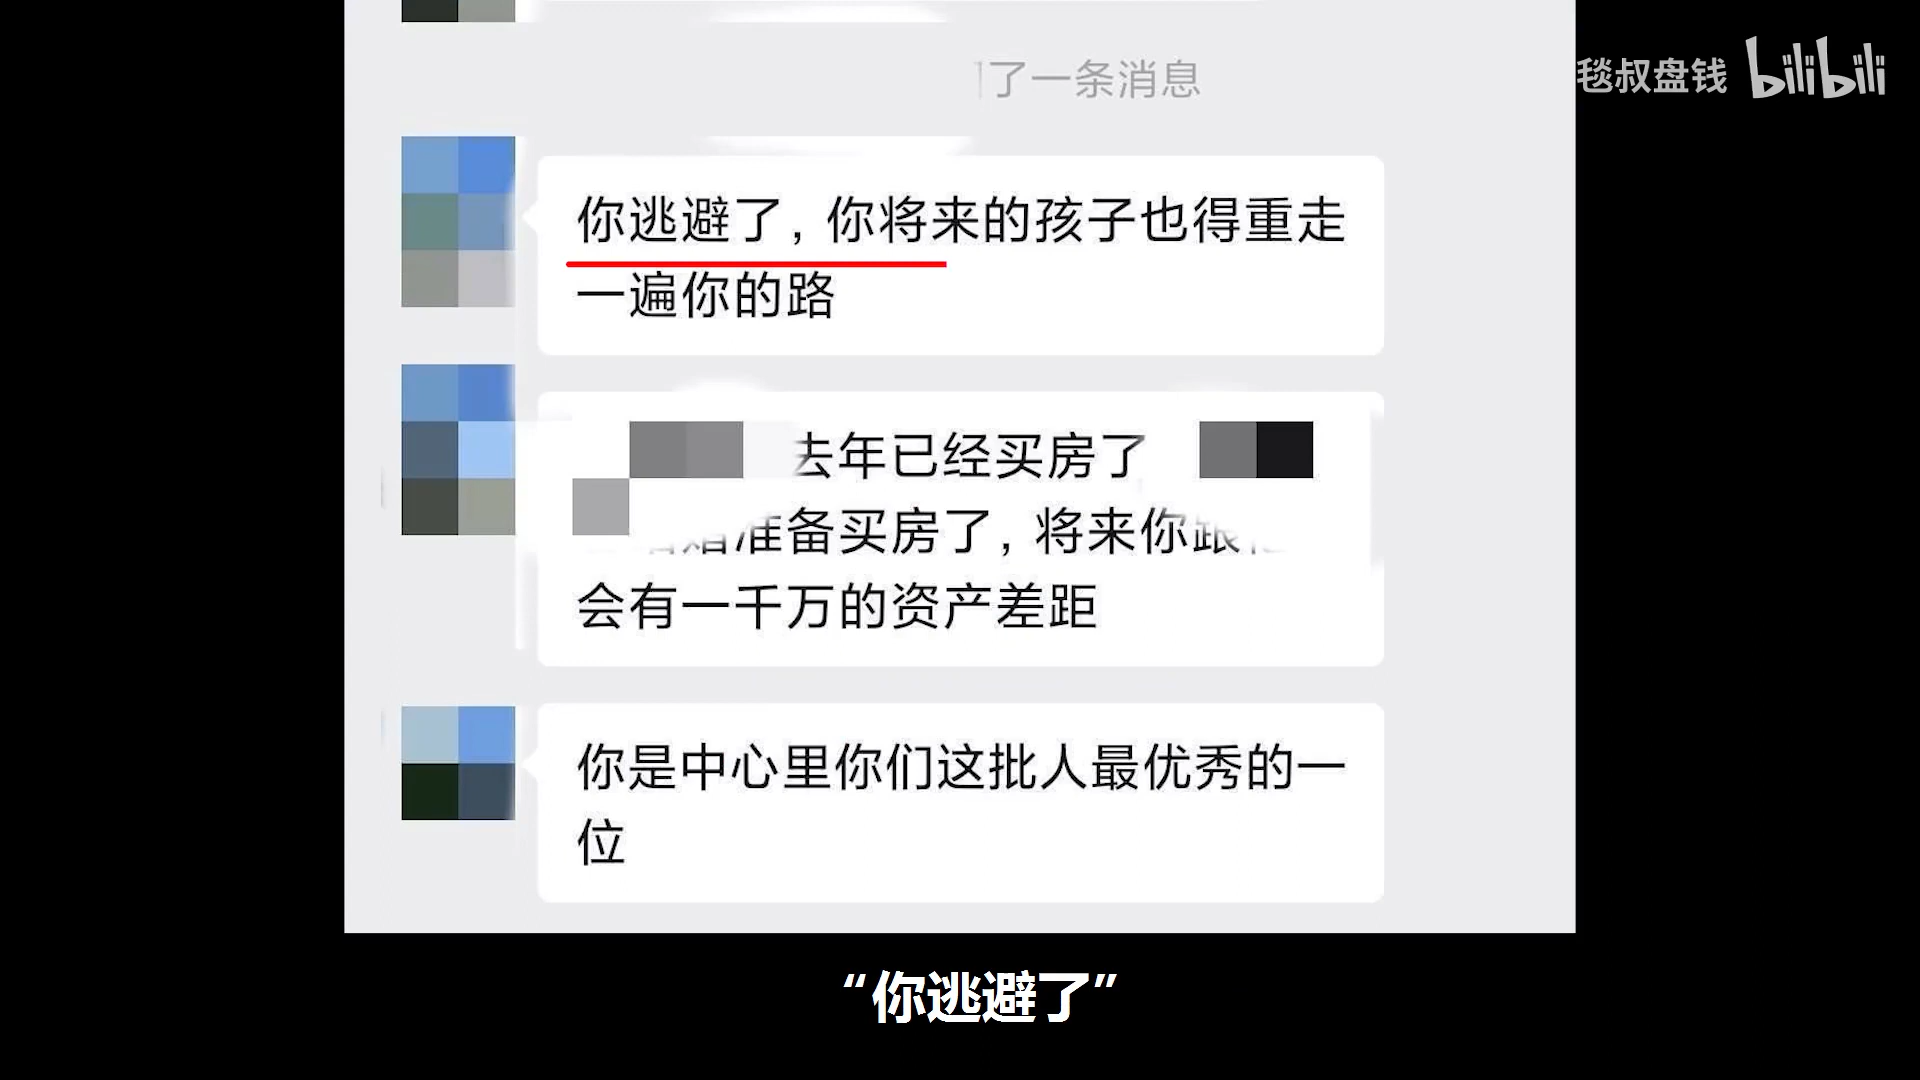 了一条消息
毯叔盘钱 bilibili
你逃避了，你将来的孩子也得重走
一遍你的路
去年已经买房了
准备买房了，将来你跟
会有一千万的资产差距
你是中心里你们这批人最优秀的一
位
“你逃避了”